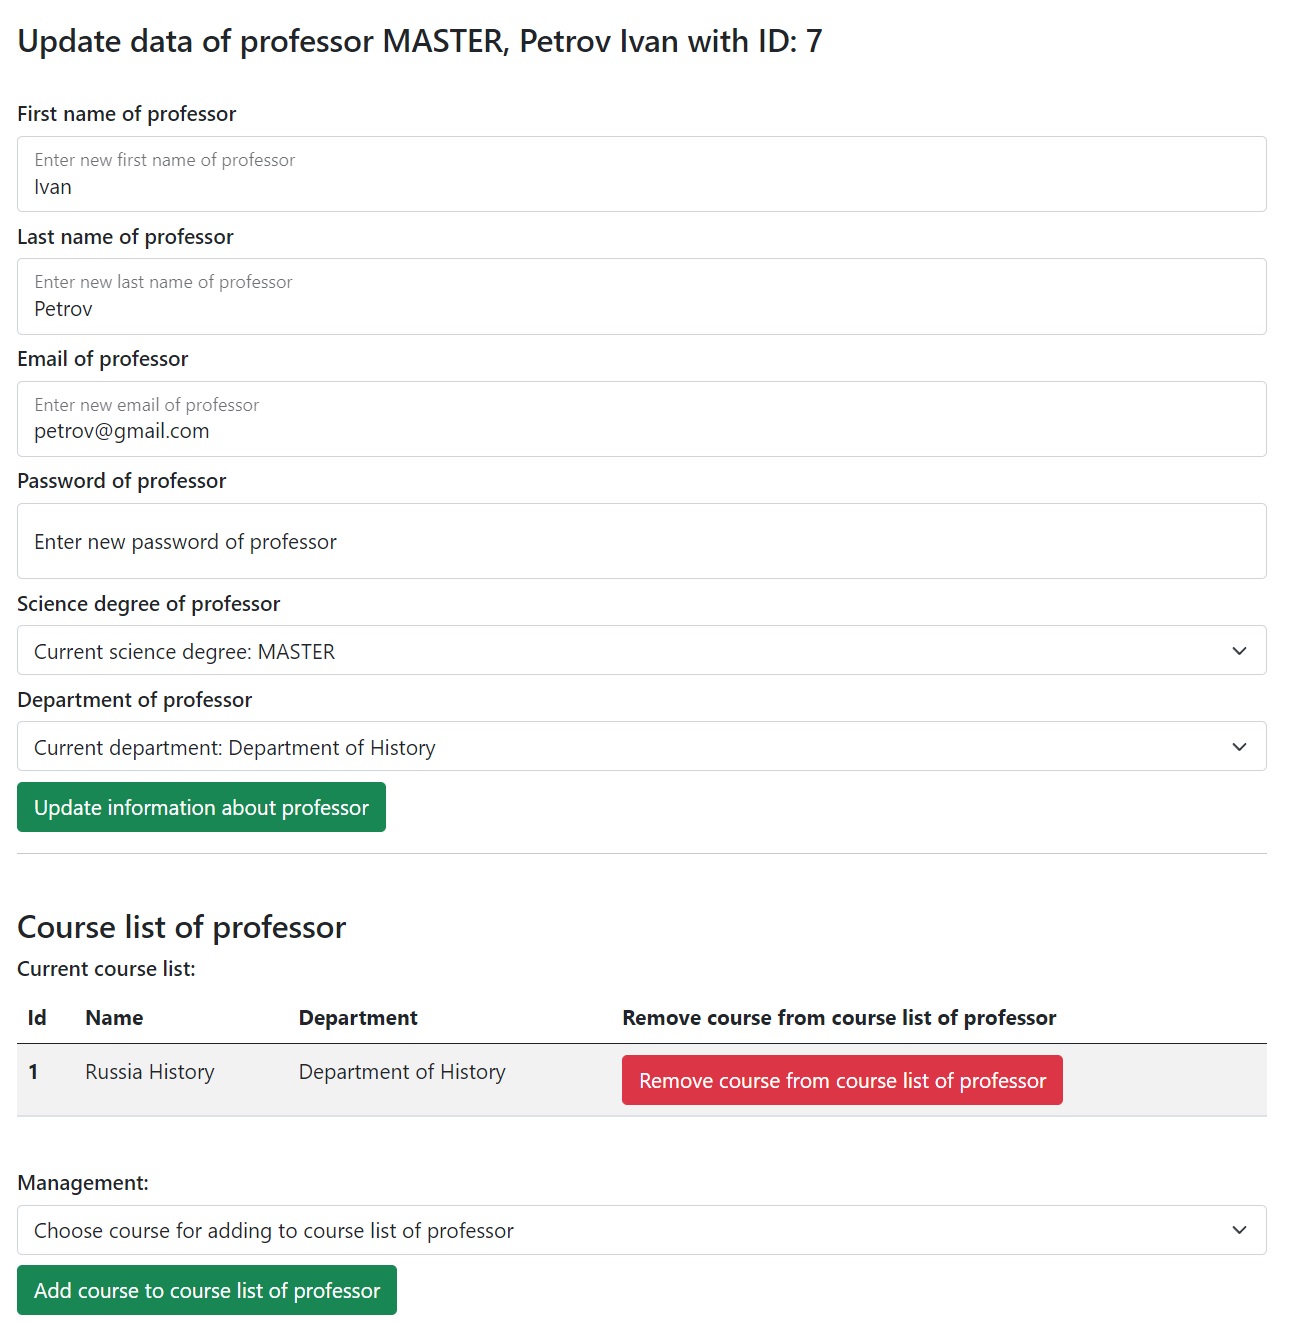 Update data of professor MASTER, Petrov Ivan with ID: 7
First name of professor
Enter new first name of professor
Ivan
Last name of professor
Enter new last name of professor
Petrov
Email of professor
Enter new email of professor
petrov@gmail.com
Password of professor
Enter new password of professor
Science degree of professor
Current science degree: MASTER
Department of professor
Current department: Department of History
Update information about professor
Course list of professor
Current course list:
Id Name Department Remove course from course list of professor
1 Russia History Department of History Remove course from course list of professor
Management:
Choose course for adding to course list of professor
Add course to course list of professor